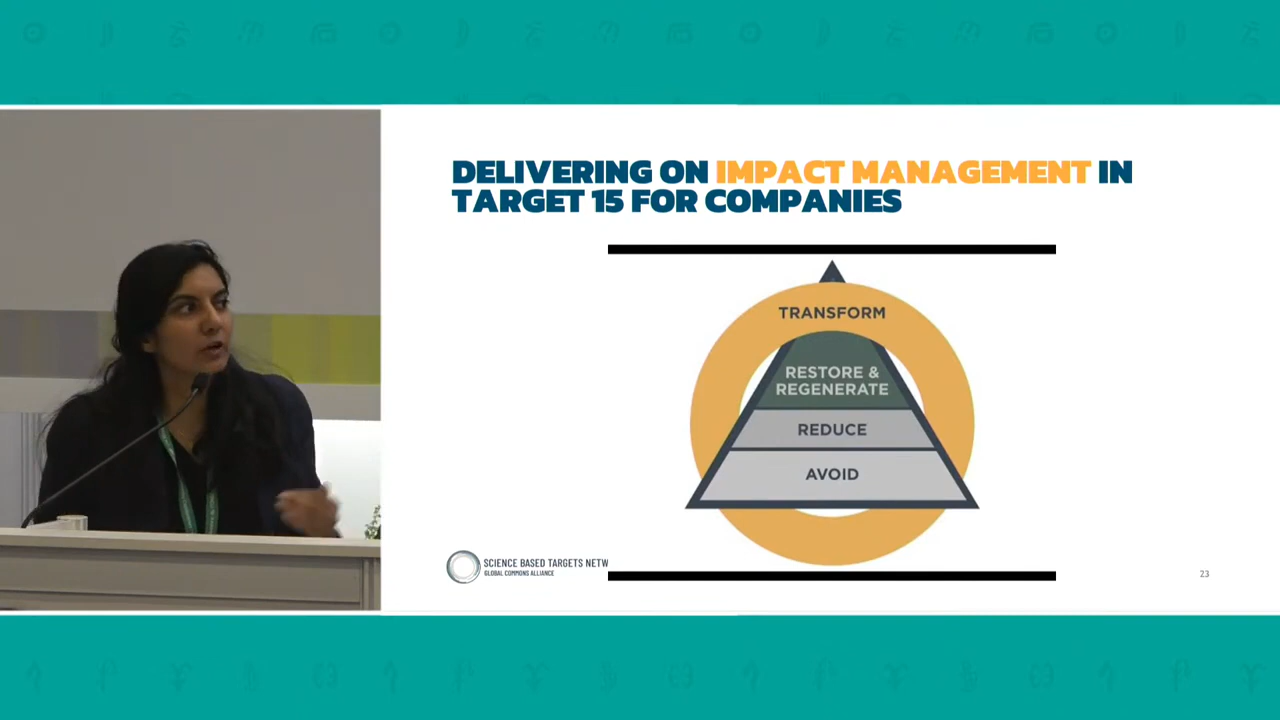 DELIVERING ON IMPACT MANAGEMENT IN
TARGET 15 FOR COMPANIES
TRANSFORM
RESTORE &
REGENERATE
REDUCE
AVOID
SCIENCE BASED TARGETS NETW
GLOBAL COMMONS ALLIANCE
23